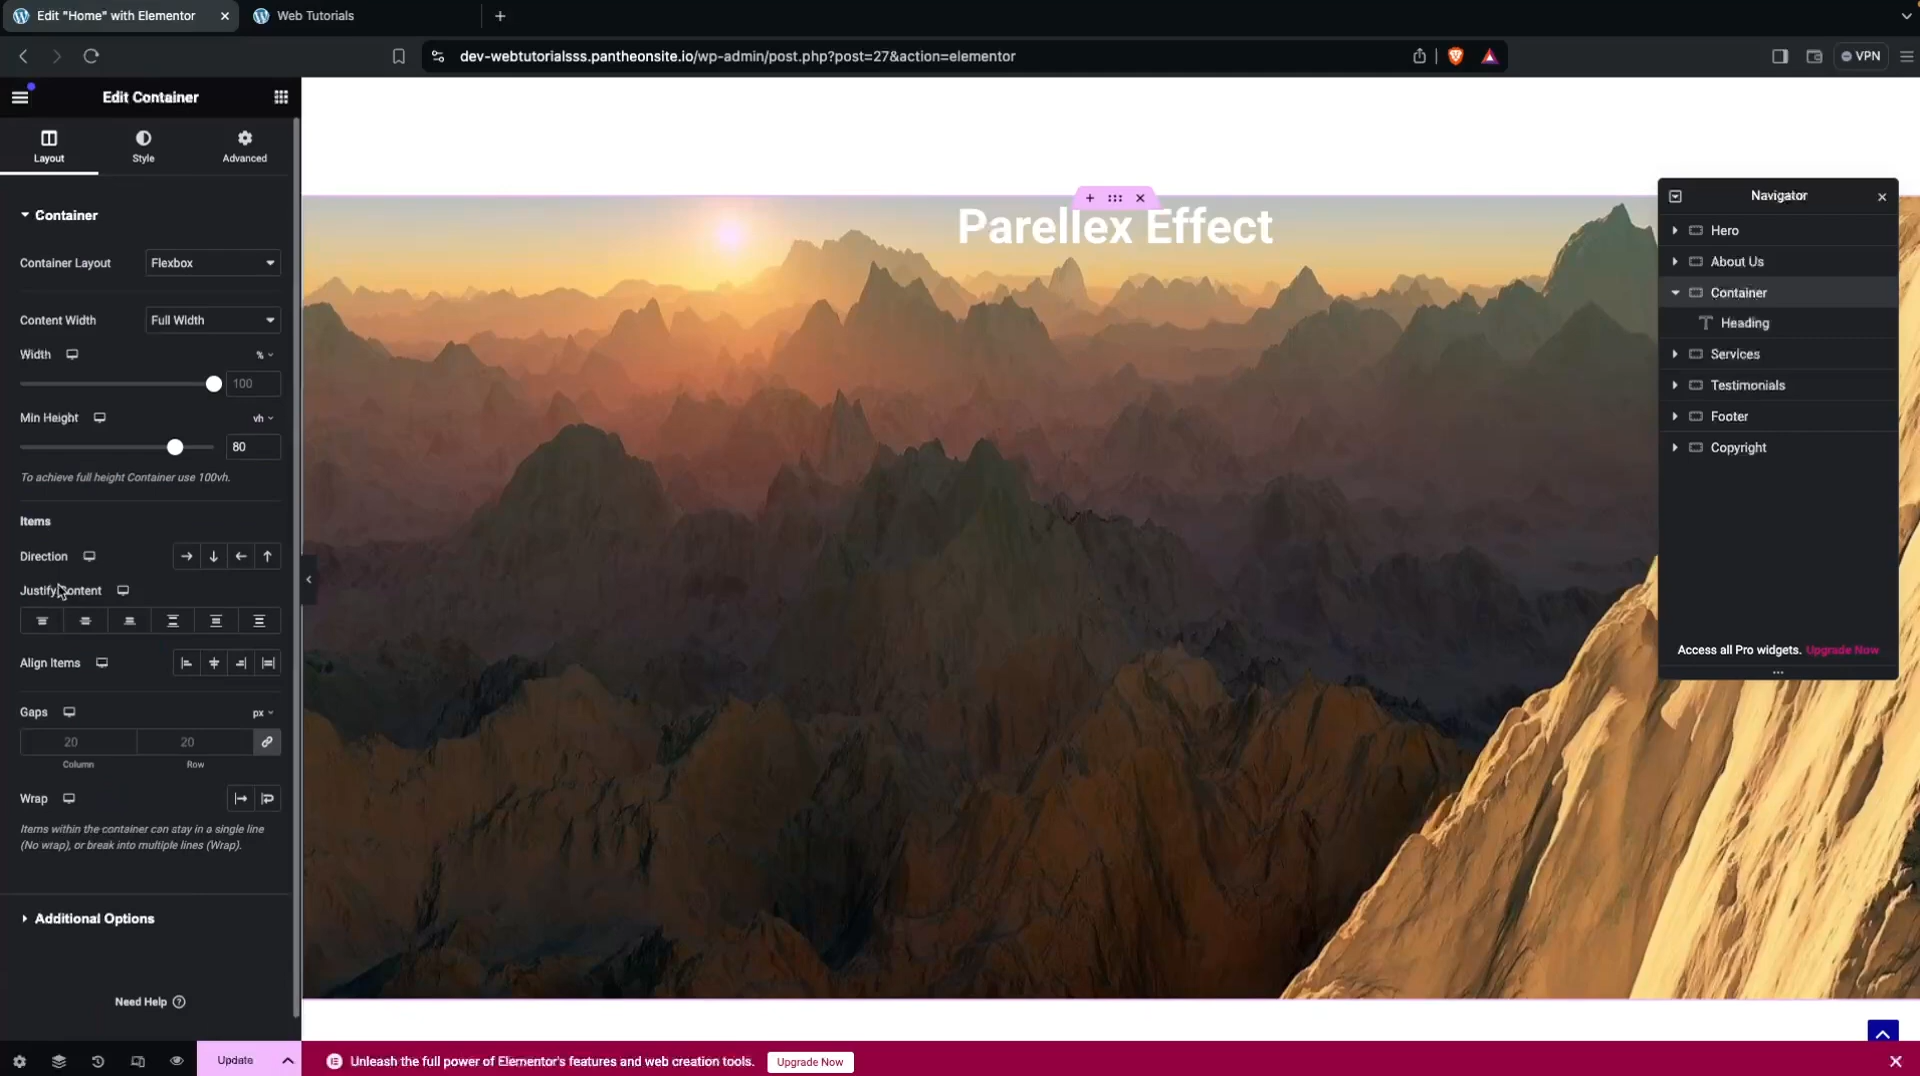 Edit "Home" with Elementor
Web Tutorials
dev-webtutorialsss.pantheonsite.io/wp-admin/post.php?post=27&action=elementor
VPN
Edit Container
Layout
Style
Advanced
Container
Container Layout
Flexbox
Content Width
Full Width
Width
%
100
Min Height
vh
80
To achieve full height Container use 100vh.
Items
Direction
Justify Content
Align Items
Gaps
px
20
20
Column
Row
Wrap
Items within the container can stay in a single line
(No wrap), or break into multiple lines (Wrap).
Additional Options
Need Help
Update
Parellex Effect
Navigator
Hero
About Us
Container
Heading
Services
Testimonials
Footer
Copyright
Access all Pro widgets. Upgrade Now
Unleash the full power of Elementor's features and web creation tools.
Upgrade Now